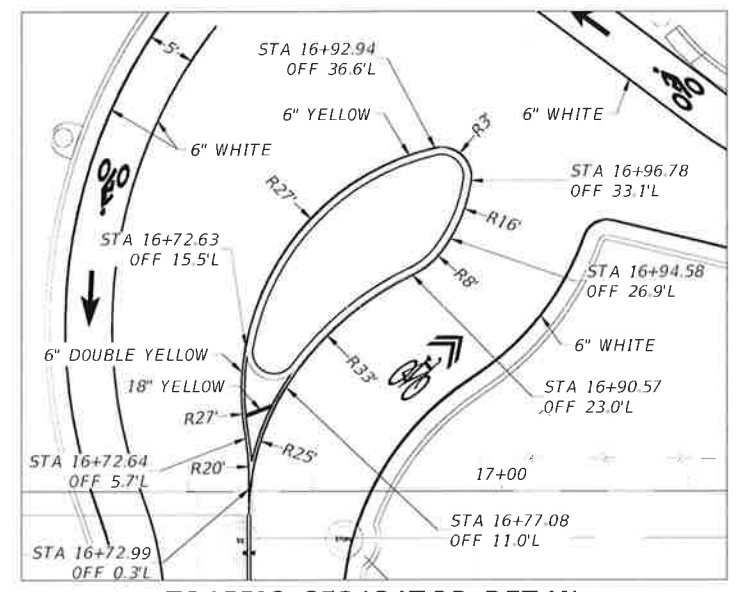 5'
STA 16+92.94
OFF 36.6'L
6" YELLOW
R3'
6" WHITE
6" WHITE
STA 16+96.78
OFF 33.1'L
R27'
R16'
STA 16+72.63
OFF 15.5'L
R8'
STA 16+94.58
OFF 26.9'L
6" DOUBLE YELLOW
6" WHITE
18" YELLOW
R33'
STA 16+90.57
OFF 23.0'L
R27'
R25'
STA 16+72.64
OFF 5.7'L
R20'
17+00
STA 16+77.08
OFF 11.0'L
STA 16+72.99
OFF 0.3'L